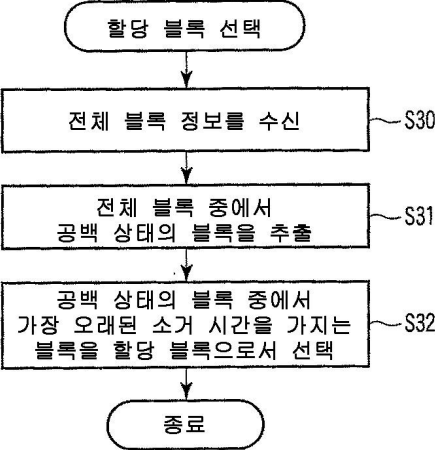 할당 블록 선택
전체 블록 정보를 수신
S30
전체 블록 중에서
공백 상태의 블록을 추출
S31
공백 상태의 블록 중에서
가장 오래된 소거 시간을 가지는
블록을 할당 블록으로서 선택
S32
종료